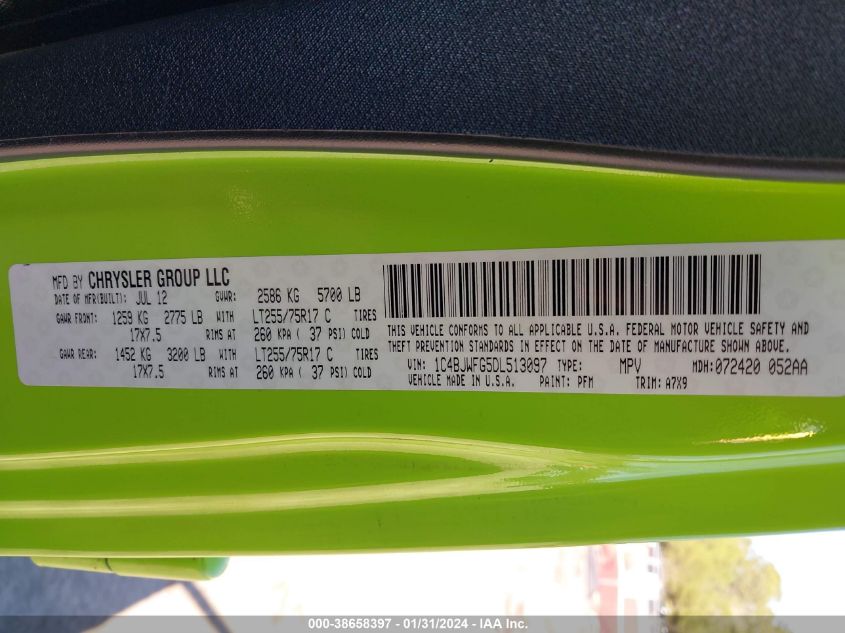 MFD BY CHRYSLER GROUP LLC
DATE OF MFR(BUILT): JUL 12 GVWR: 2586 KG 5700 LB
GAWR FRONT: 1259 KG 2775 LB WITH LT255/75R17 C TIRES
17X7.5 RIMS AT 260 KPA ( 37 PSI) COLD
GAWR REAR: 1452 KG 3200 LB WITH LT255/75R17 C TIRES
17X7.5 RIMS AT 260 KPA ( 37 PSI) COLD
THIS VEHICLE CONFORMS TO ALL APPLICABLE U.S.A. FEDERAL MOTOR VEHICLE SAFETY AND
THEFT PREVENTION STANDARDS IN EFFECT ON THE DATE OF MANUFACTURE SHOWN ABOVE.
VIN: 1C4BJWFG5DL513097 TYPE: MPV MDH:072420 052AA
VEHICLE MADE IN U.S.A. PAINT: PFM TRIM: A7X9
000-38658397 - 01/31/2024 - IAA Inc.